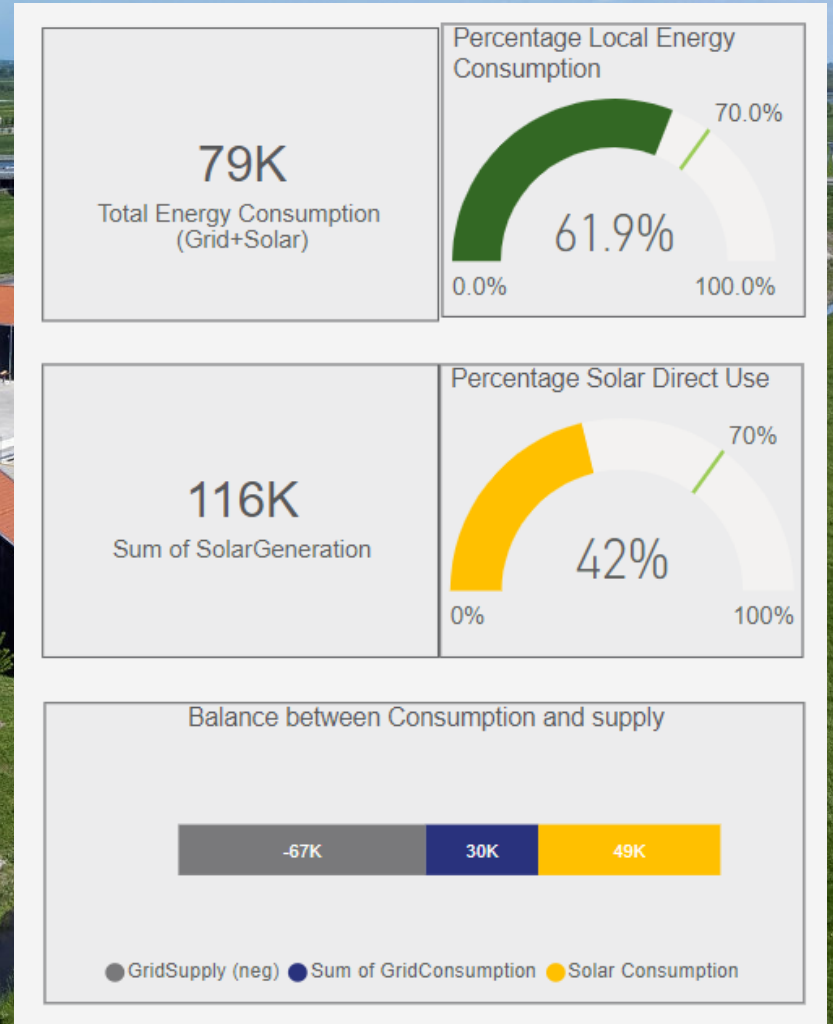 79K
Total Energy Consumption
(Grid+Solar)
Percentage Local Energy
Consumption
70.0%
61.9%
0.0%
100.0%
116K
Sum of SolarGeneration
Percentage Solar Direct Use
70%
42%
0%
100%
Balance between Consumption and supply
-67K
30K
49K
GridSupply (neg)
Sum of GridConsumption
Solar Consumption